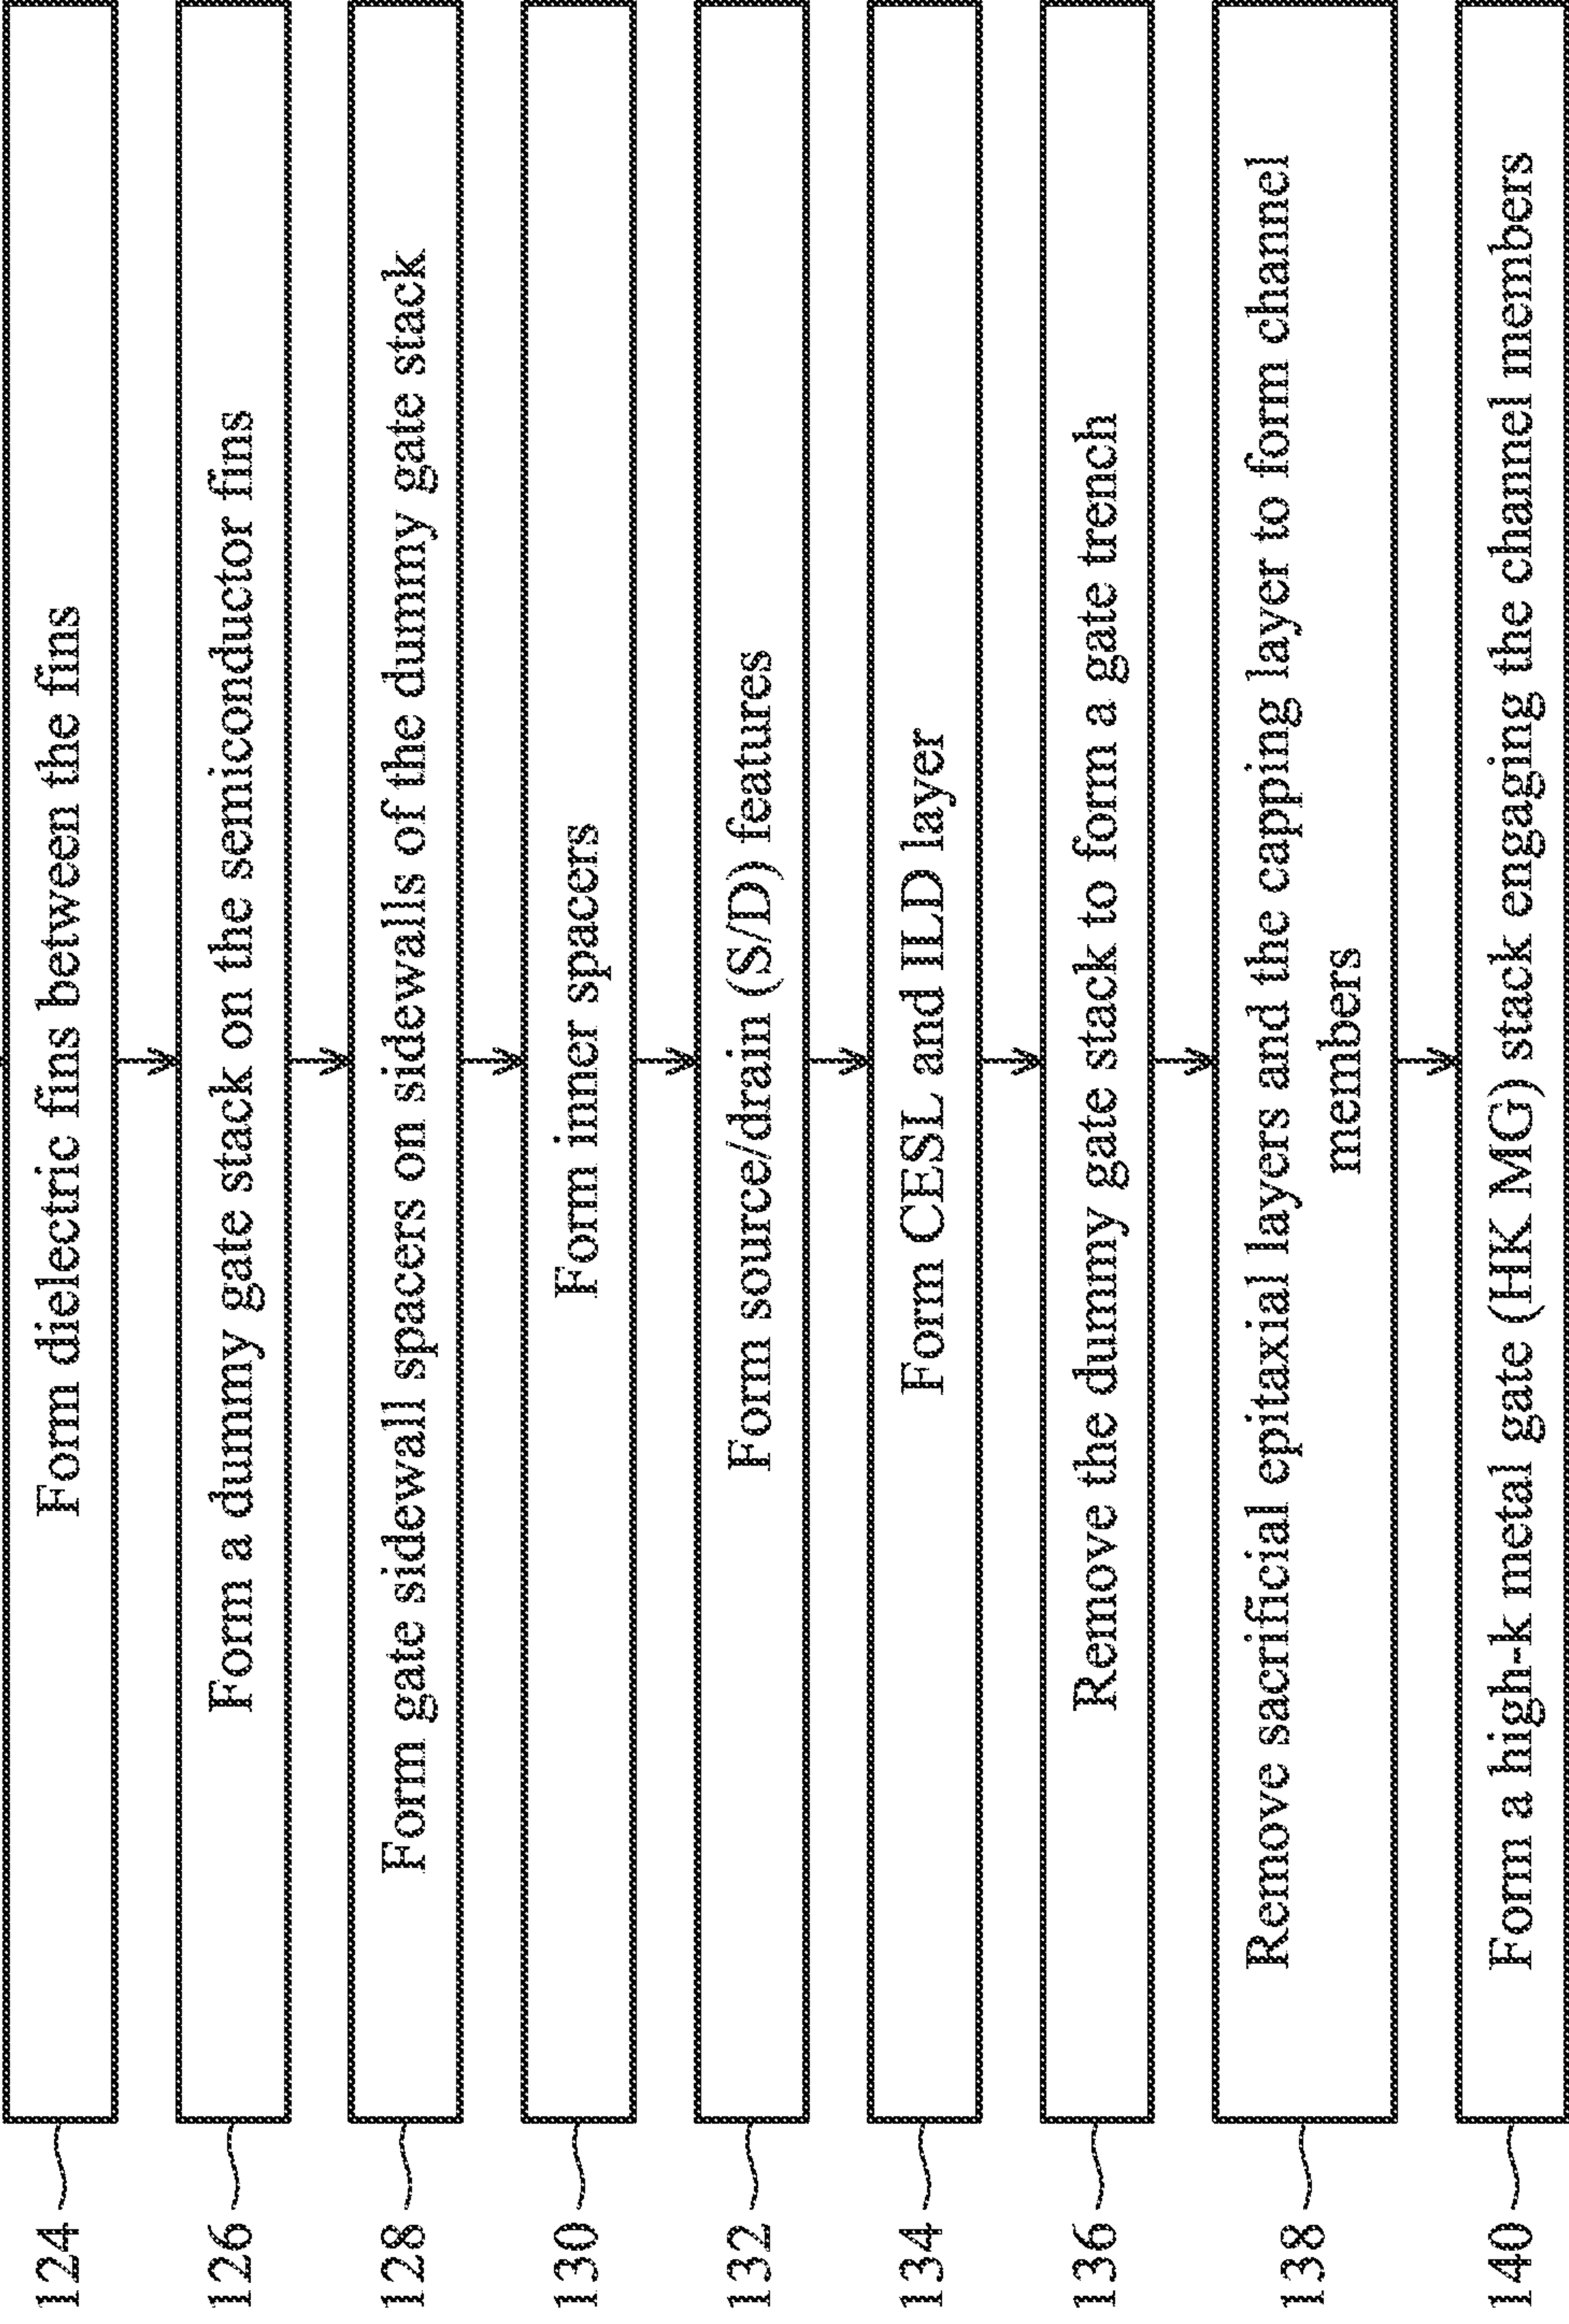 124
Form dielectric fins between the fins
126
Form a dummy gate stack on the semiconductor fins
128
Form gate sidewall spacers on sidewalls of the dummy gate stack
130
Form inner spacers
132
Form source/drain (S/D) features
134
Form CESL and ILD layer
136
Remove the dummy gate stack to form a gate trench
138
Remove sacrificial epitaxial layers and the capping layer to form channel
members
140
Form a high-k metal gate (HK MG) stack engaging the channel members